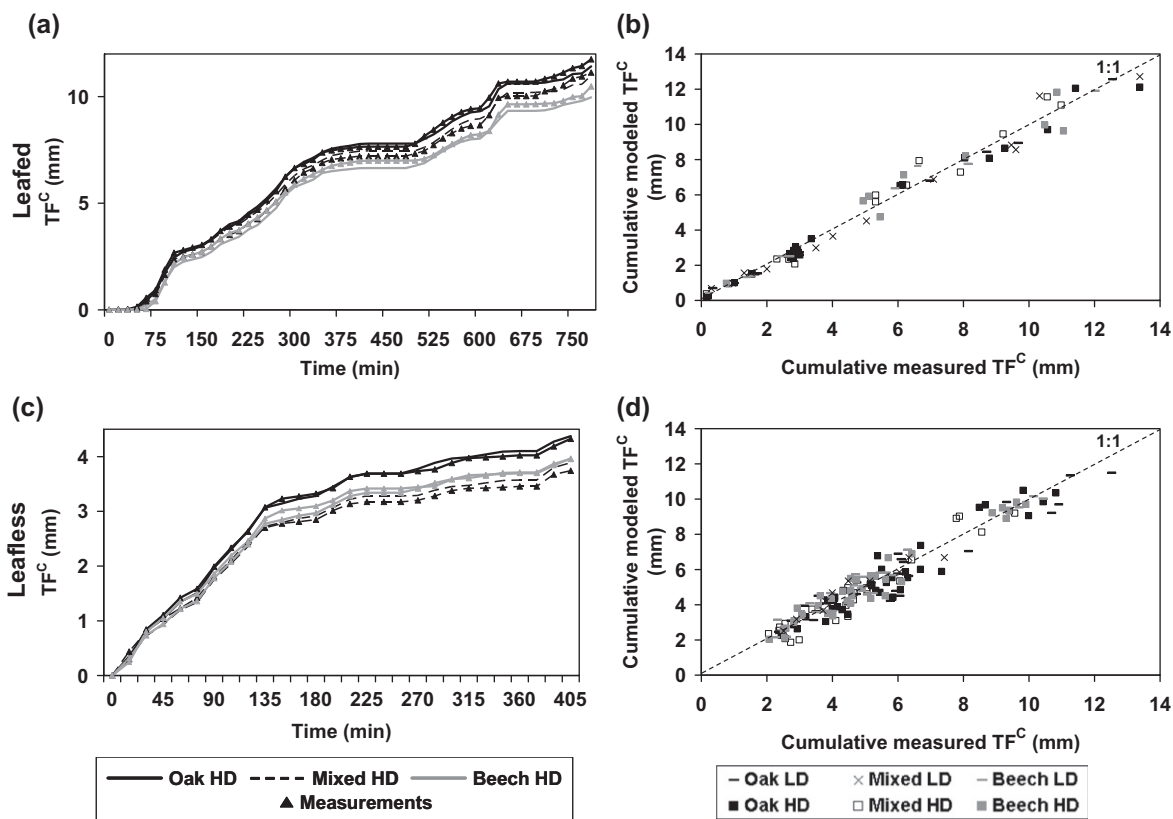 (a)
Leafed
TF^C (mm)
10
5
0
0 75 150 225 300 375 450 525 600 675 750
Time (min)
(b)
Cumulative modeled TF^C
(mm)
14
12
10
8
6
4
2
0
1:1
0 2 4 6 8 10 12 14
Cumulative measured TF^C (mm)
(c)
Leafless
TF^C (mm)
4
3
2
1
0
0 45 90 135 180 225 270 315 360 405
Time (min)
Oak HD Mixed HD Beech HD
Measurements
(d)
Cumulative modeled TF^C
(mm)
14
12
10
8
6
4
2
0
1:1
0 2 4 6 8 10 12 14
Cumulative measured TF^C (mm)
Oak LD Mixed LD Beech LD
Oak HD Mixed HD Beech HD